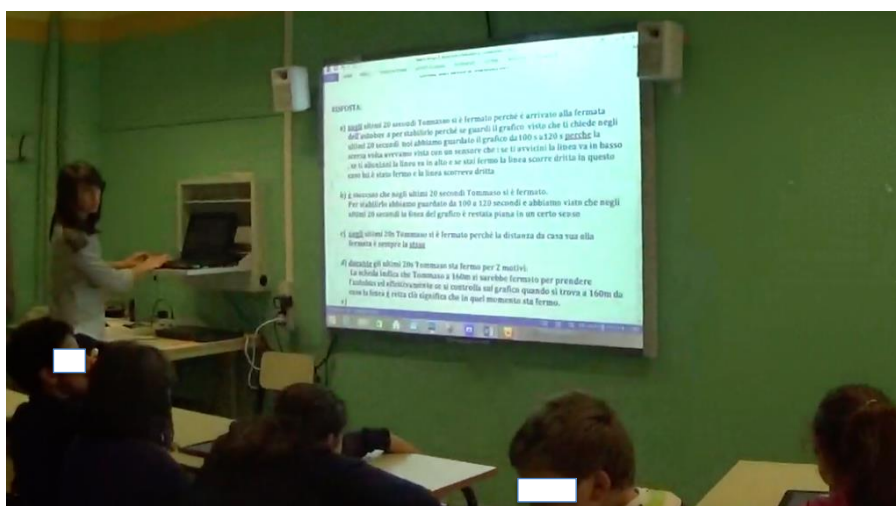 RISPOSTA:
a) negli ultimi 20 secondi Tommaso si è fermato perché è arrivato alla fermata
dell'autobus e per stabilirlo perché se guardi il grafico visto che ti chiede negli
ultimi 20 secondi noi abbiamo guardato il grafico da 100 s a 120 s perche la
scorsa volta avevamo visto con un sensore che : se ti avvicini la linea va in basso
; se ti allontani la linea va in alto e se stai fermo la linea scorre dritta in questo
caso lui è stato fermo e la linea scorreva dritta
b) è successo che negli ultimi 20 secondi Tommaso si è fermato.
Per stabilirlo abbiamo guardato da 100 a 120 secondi e abbiamo visto che negli
ultimi 20 secondi la linea del grafico è restata piana in un certo senso
c) negli ultimi 20s Tommaso si è fermato perché la distanza da casa sua alla
fermata è sempre la stssa
d) durante gli ultimi 20s Tommaso sta fermo per 2 motivi:
La scheda indica che Tommaso a 160m si sarebbe fermato per prendere
l'autobus ed effettivamente se si controlla sul grafico quando si trova a 160m da
casa la linea è retta ciò significa che in quel momento sta fermo.
e)